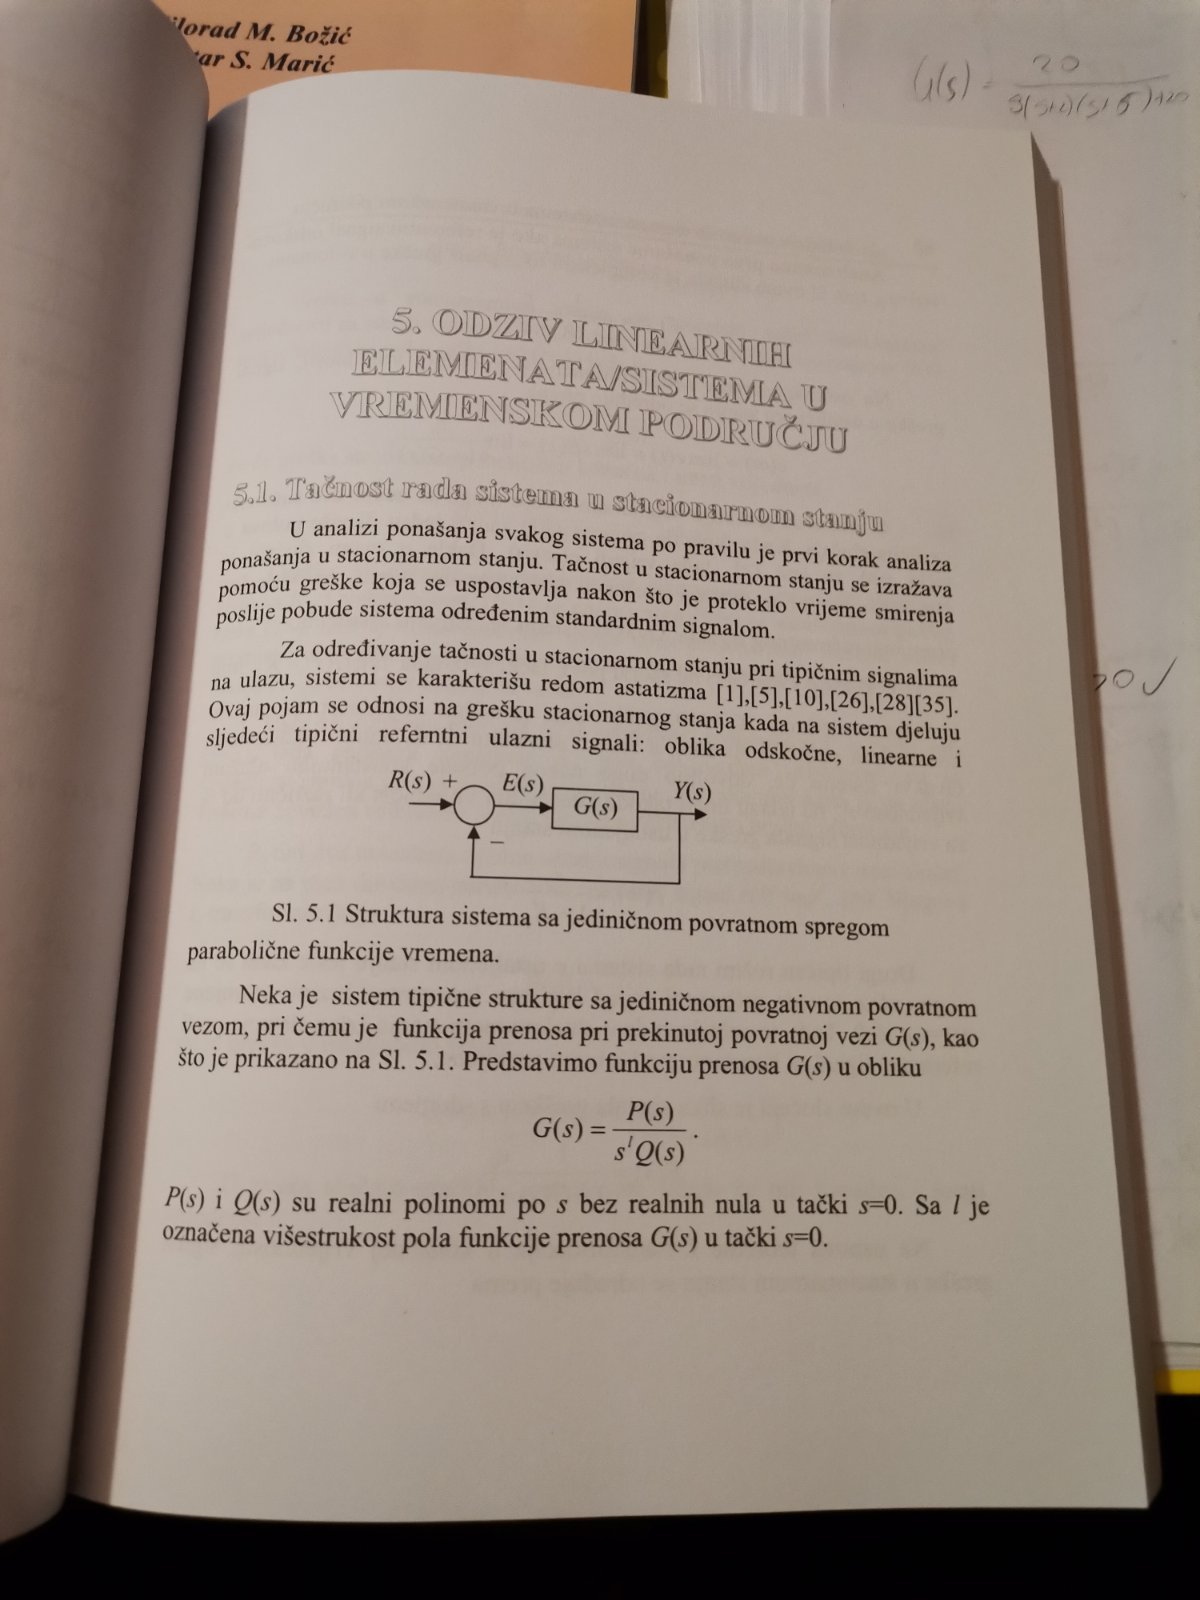 M. Božić
S. Marić
G(s) = 20
5. ODZIV LINEARNIH
ELEMENATA/SISTEMA U
VREMENSKOM PODRUČJU
5.1. Tačnost rada sistema u stacionarnom stanju
U analizi ponašanja svakog sistema po pravilu je prvi korak analiza
ponašanja u stacionarnom stanju. Tačnost u stacionarnom stanju se izražava
pomoću greške koja se uspostavlja nakon što je proteklo vrijeme smirenja
poslije pobude sistema određenim standardnim signalom.
Za određivanje tačnosti u stacionarnom stanju pri tipičnim signalima
na ulazu, sistemi se karakterišu redom astatizma [1],[5],[10],[26],[28][35].
Ovaj pojam se odnosi na grešku stacionarnog stanja kada na sistem djeluju
sljedeći tipični referntni ulazni signali: oblika odskočne, linearne i
R(s) + E(s) G(s) Y(s)
−
Sl. 5.1 Struktura sistema sa jediničnom povratnom spregom
parabolične funkcije vremena.
Neka je sistem tipične strukture sa jediničnom negativnom povratnom
vezom, pri čemu je funkcija prenosa pri prekinutoj povratnoj vezi G(s), kao
što je prikazano na Sl. 5.1. Predstavimo funkciju prenosa G(s) u obliku
G(s) = P(s) / s^l Q(s) .
P(s) i Q(s) su realni polinomi po s bez realnih nula u tački s=0. Sa l je
označena višestrukost pola funkcije prenosa G(s) u tački s=0.